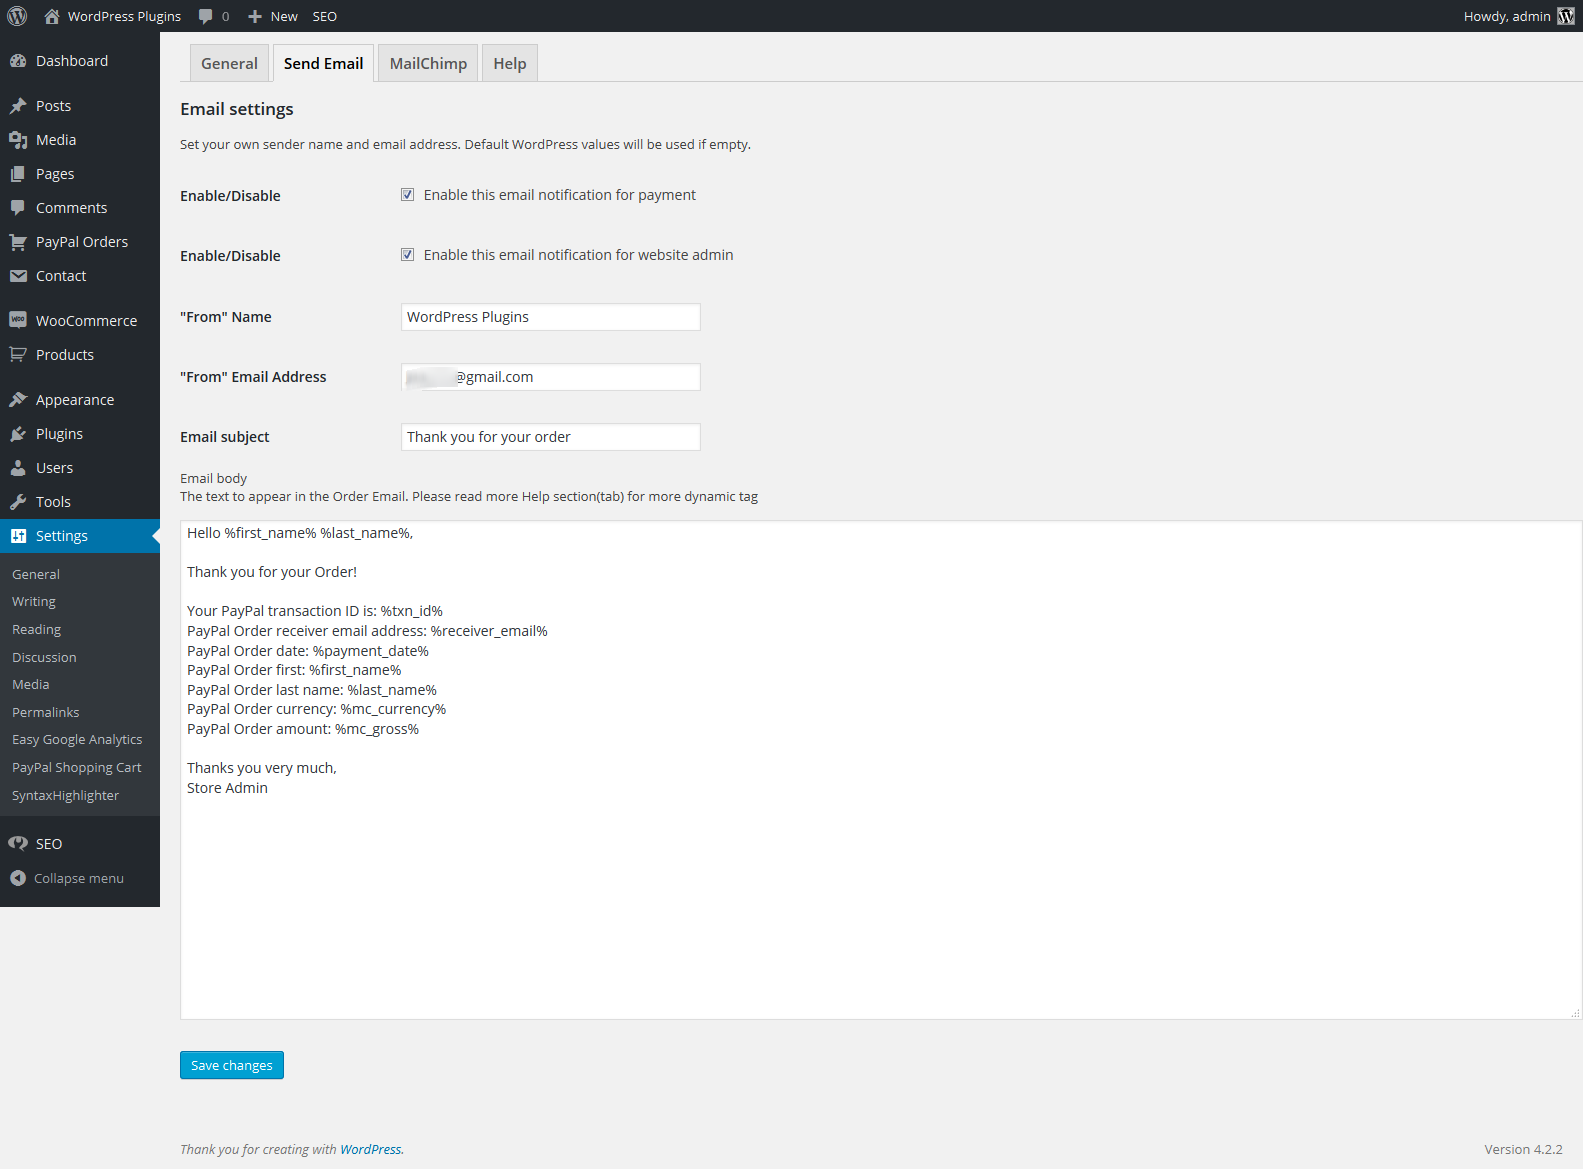 WordPress Plugins 0 New SEO Howdy, admin
Dashboard
Posts
Media
Pages
Comments
PayPal Orders
Contact
WooCommerce
Products
Appearance
Plugins
Users
Tools
Settings
General
Writing
Reading
Discussion
Media
Permalinks
Easy Google Analytics
PayPal Shopping Cart
SyntaxHighlighter
SEO
Collapse menu
General Send Email MailChimp Help
Email settings
Set your own sender name and email address. Default WordPress values will be used if empty.
Enable/Disable Enable this email notification for payment
Enable/Disable Enable this email notification for website admin
"From" Name WordPress Plugins
"From" Email Address @gmail.com
Email subject Thank you for your order
Email body
The text to appear in the Order Email. Please read more Help section(tab) for more dynamic tag
Hello %first_name% %last_name%,
Thank you for your Order!
Your PayPal transaction ID is: %txn_id%
PayPal Order receiver email address: %receiver_email%
PayPal Order date: %payment_date%
PayPal Order first: %first_name%
PayPal Order last name: %last_name%
PayPal Order currency: %mc_currency%
PayPal Order amount: %mc_gross%
Thanks you very much,
Store Admin
Save changes
Thank you for creating with WordPress. Version 4.2.2